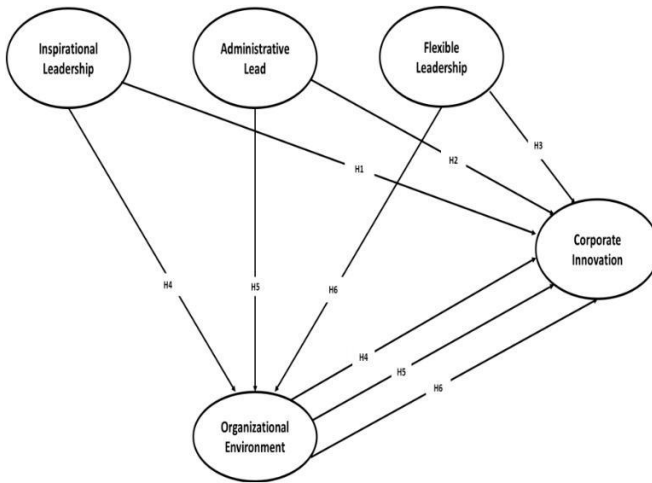 Inspirational
Leadership
Administrative
Lead
Flexible
Leadership
H3
H2
H1
Corporate
Innovation
H4
H5
H6
H4
H5
H6
Organizational
Environment